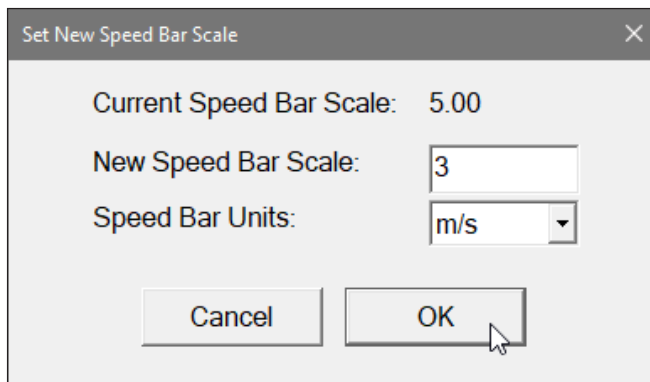 Set New Speed Bar Scale
Current Speed Bar Scale: 5.00
New Speed Bar Scale: 3
Speed Bar Units: m/s
Cancel OK